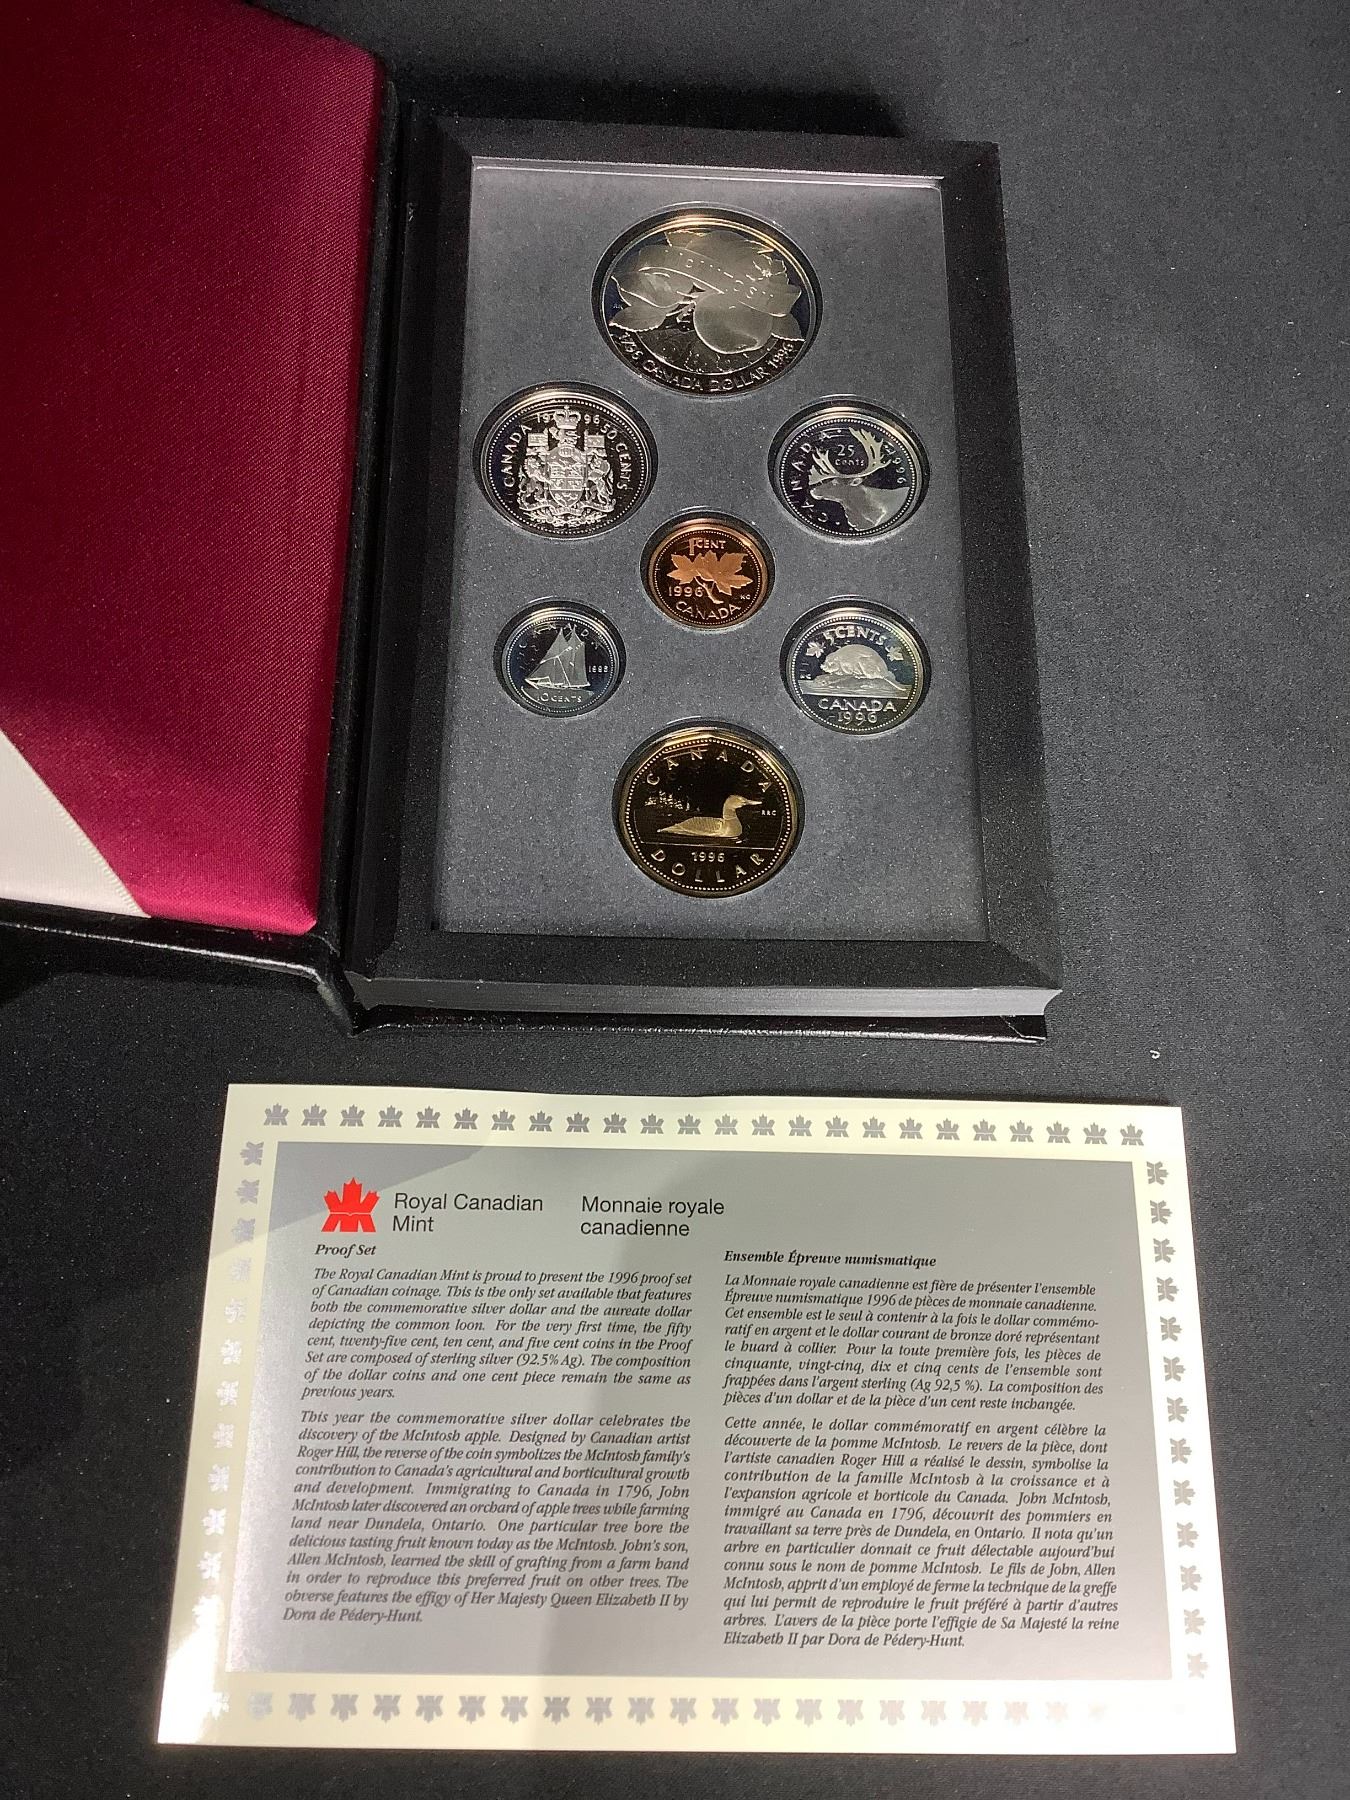 McINTOSH
1796 CANADA DOLLAR 1996
CANADA 1996 50 CENTS
CANADA 25 cents 1996
1 CENT
1996
CANADA
CANADA
1996
10 CENTS
5 CENTS
CANADA
1996
CANADA
RRC
1996
DOLLAR
Royal Canadian
Mint
Proof Set
The Royal Canadian Mint is proud to present the 1996 proof set
of Canadian coinage. This is the only set available that features
both the commemorative silver dollar and the aureate dollar
depicting the common loon. For the very first time, the fifty
cent, twenty-five cent, ten cent, and five cent coins in the Proof
Set are composed of sterling silver (92.5% Ag). The composition
of the dollar coins and one cent piece remain the same as
previous years.
This year the commemorative silver dollar celebrates the
discovery of the McIntosh apple. Designed by Canadian artist
Roger Hill, the reverse of the coin symbolizes the McIntosh family's
contribution to Canada's agricultural and horticultural growth
and development. Immigrating to Canada in 1796, John
McIntosh later discovered an orchard of apple trees while farming
land near Dundela, Ontario. One particular tree bore the
delicious tasting fruit known today as the McIntosh. John's son,
Allen McIntosh, learned the skill of grafting from a farm hand
in order to reproduce this preferred fruit on other trees. The
obverse features the effigy of Her Majesty Queen Elizabeth II by
Dora de Pédery-Hunt.
Monnaie royale
canadienne
Ensemble Épreuve numismatique
La Monnaie royale canadienne est fière de présenter l'ensemble
Épreuve numismatique 1996 de pièces de monnaie canadienne.
Cet ensemble est le seul à contenir à la fois le dollar commémo-
ratif en argent et le dollar courant de bronze doré représentant
le huard à collier. Pour la toute première fois, les pièces de
cinquante, vingt-cinq, dix et cinq cents de l'ensemble sont
frappées dans l'argent sterling (Ag 92,5 %). La composition des
pièces d'un dollar et de la pièce d'un cent reste inchangée.
Cette année, le dollar commémoratif en argent célèbre la
découverte de la pomme McIntosh. Le revers de la pièce, dont
l'artiste canadien Roger Hill a réalisé le dessin, symbolise la
contribution de la famille McIntosh à la croissance et à
l'expansion agricole et horticole du Canada. John McIntosh,
immigré au Canada en 1796, découvrit des pommiers en
travaillant sa terre près de Dundela, en Ontario. Il nota qu'un
arbre en particulier donnait ce fruit délectable aujourd'hui
connu sous le nom de pomme McIntosh. Le fils de John, Allen
McIntosh, apprit d'un employé de ferme la technique de la greffe
qui lui permit de reproduire le fruit préféré à partir d'autres
arbres. L'avers de la pièce porte l'effigie de Sa Majesté la reine
Elizabeth II par Dora de Pédery-Hunt.